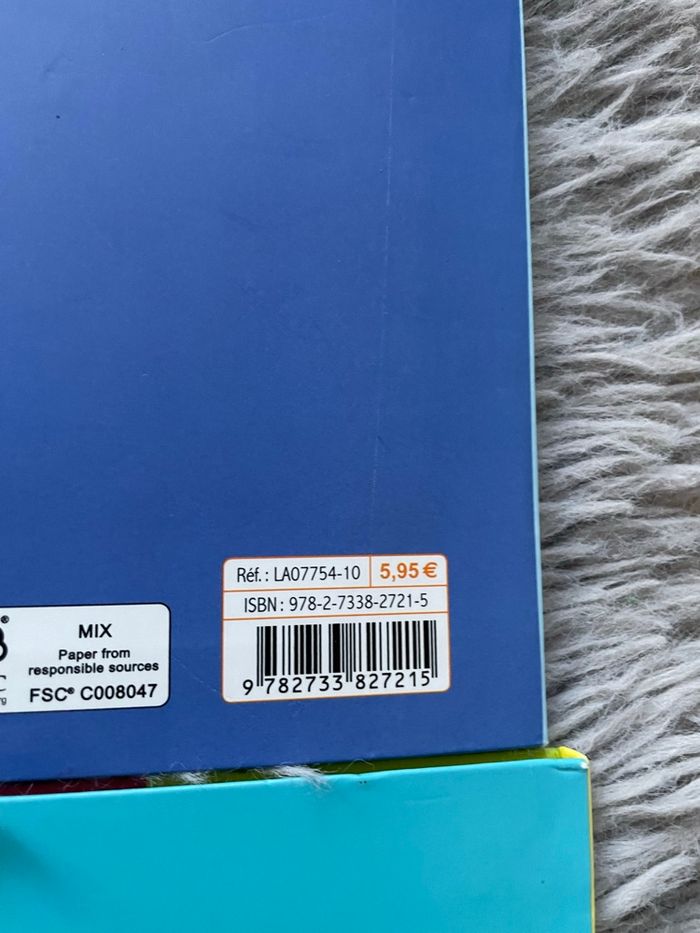 Réf.: LA07754-10 5,95€
ISBN: 978-2-7338-2721-5
9 782733 827215
®
MIX
Paper from
responsible sources
FSC® C008047